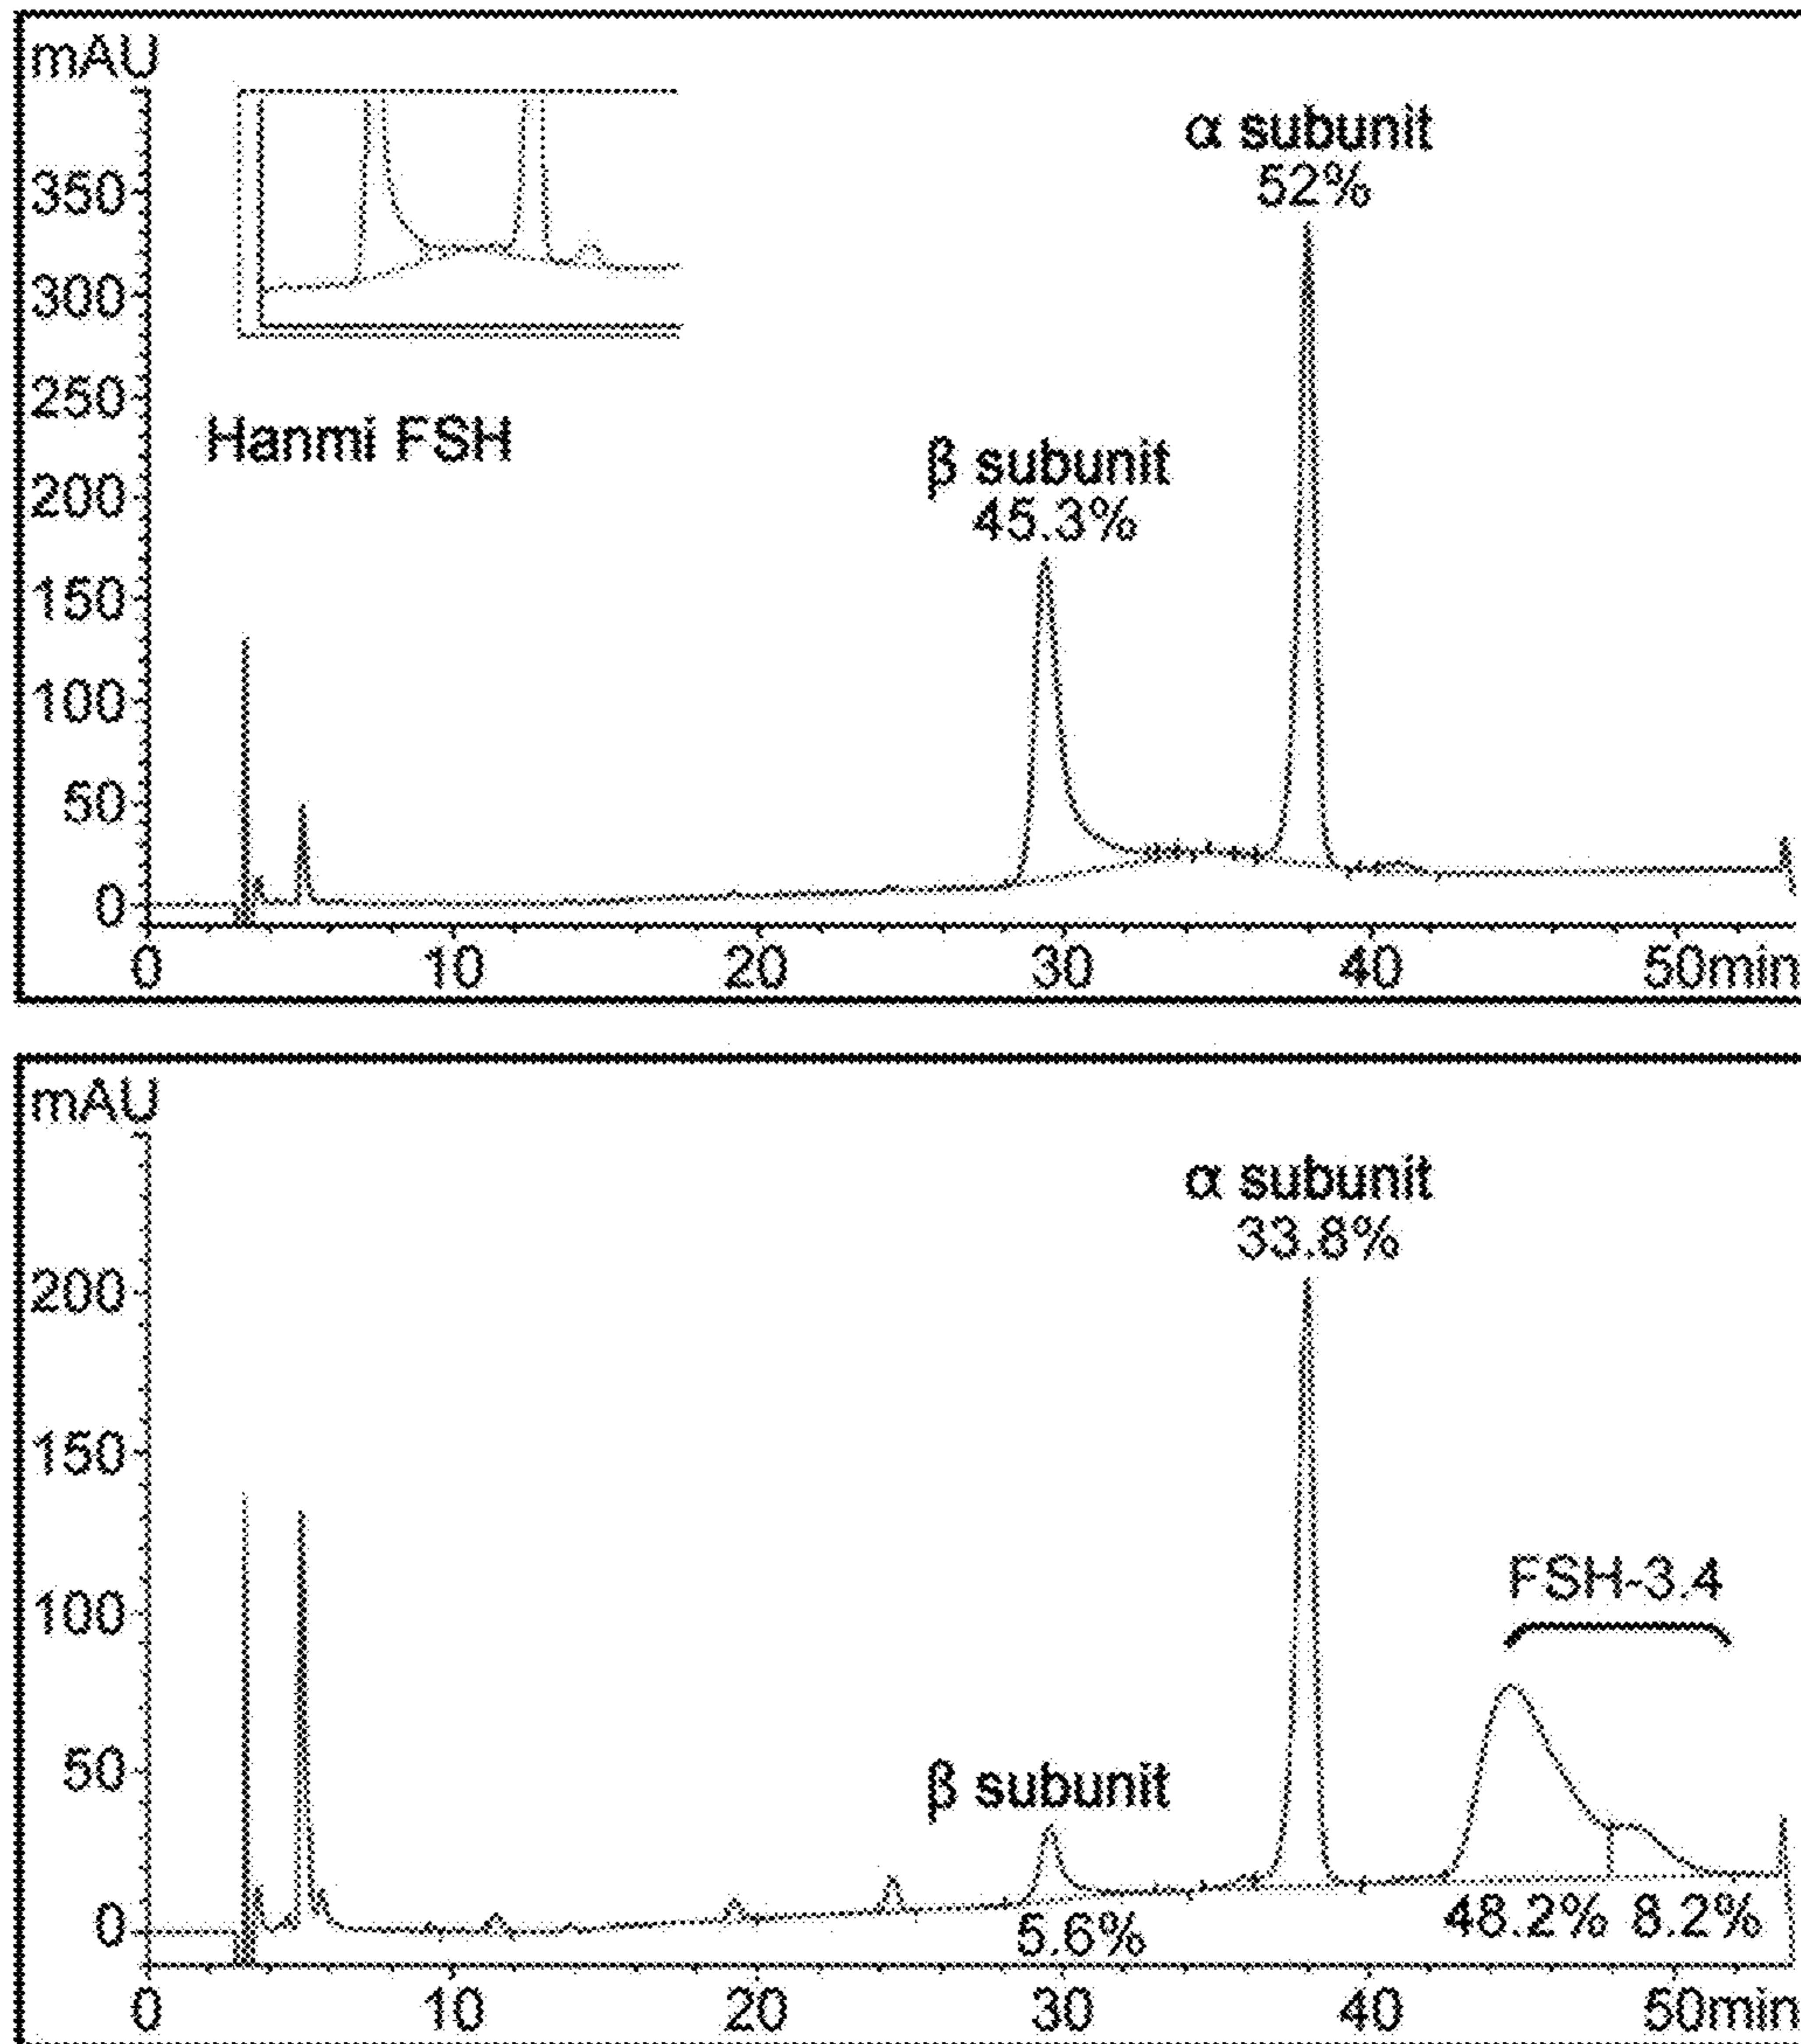 mAU
α subunit
52%
350
300
250
Hanmi FSH
β subunit
200
45.3%
150
100
50
0
0 10 20 30 40 50min
mAU
α subunit
33.8%
200
150
FSH-3.4
100
50
β subunit
0
48.2% 8.2%
5.6%
0 10 20 30 40 50min